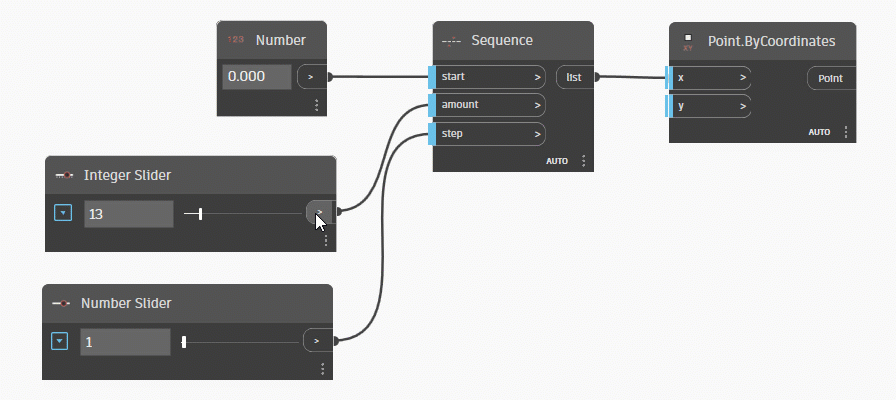 123 Number
0.000 >
Sequence
start >
list
amount >
step >
AUTO
XY Point.ByCoordinates
x >
Point
y >
AUTO
Integer Slider
13 >
Number Slider
1 >